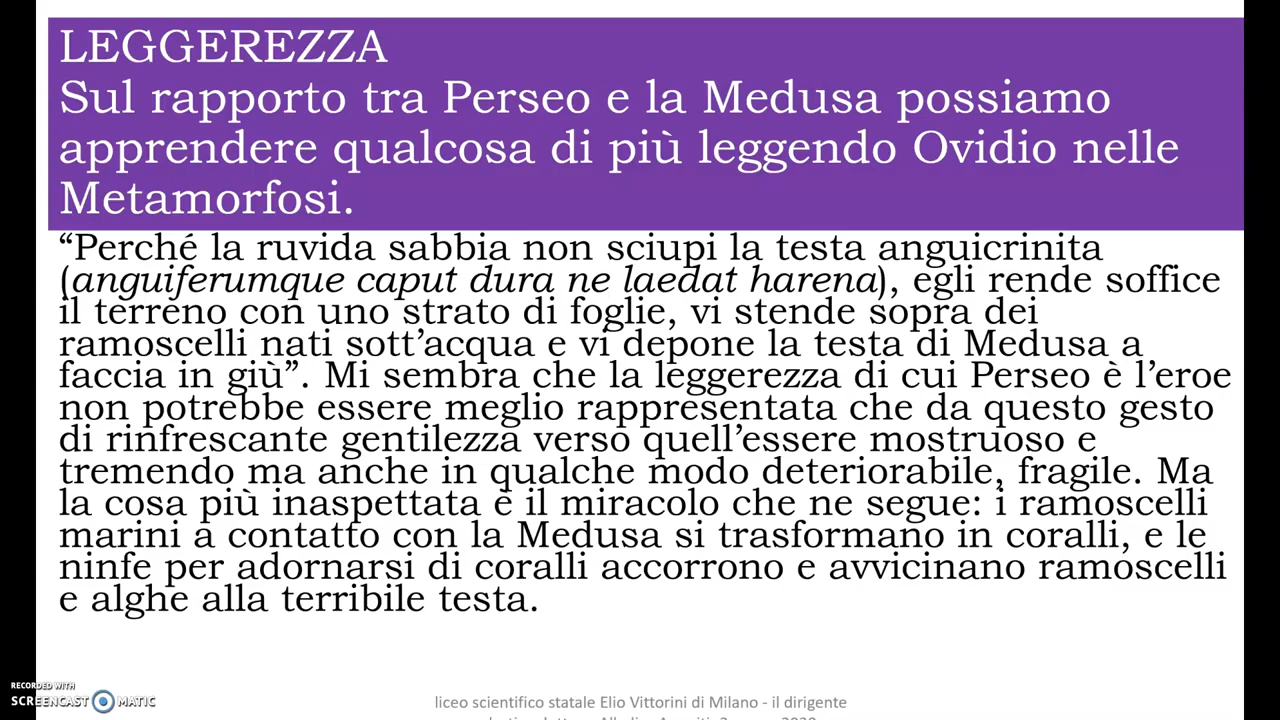 LEGGEREZZA
Sul rapporto tra Perseo e la Medusa possiamo
apprendere qualcosa di più leggendo Ovidio nelle
Metamorfosi.
“Perché la ruvida sabbia non sciupi la testa anguicrinita
(anguiferumque caput dura ne laedat harena), egli rende soffice
il terreno con uno strato di foglie, vi stende sopra dei
ramoscelli nati sott’acqua e vi depone la testa di Medusa a
faccia in giù”. Mi sembra che la leggerezza di cui Perseo è l’eroe
non potrebbe essere meglio rappresentata che da questo gesto
di rinfrescante gentilezza verso quell’essere mostruoso e
tremendo ma anche in qualche modo deteriorabile, fragile. Ma
la cosa più inaspettata è il miracolo che ne segue: i ramoscelli
marini a contatto con la Medusa si trasformano in coralli, e le
ninfe per adornarsi di coralli accorrono e avvicinano ramoscelli
e alghe alla terribile testa.
RECORDED WITH
SCREENCAST MATIC
liceo scientifico statale Elio Vittorini di Milano - il dirigente